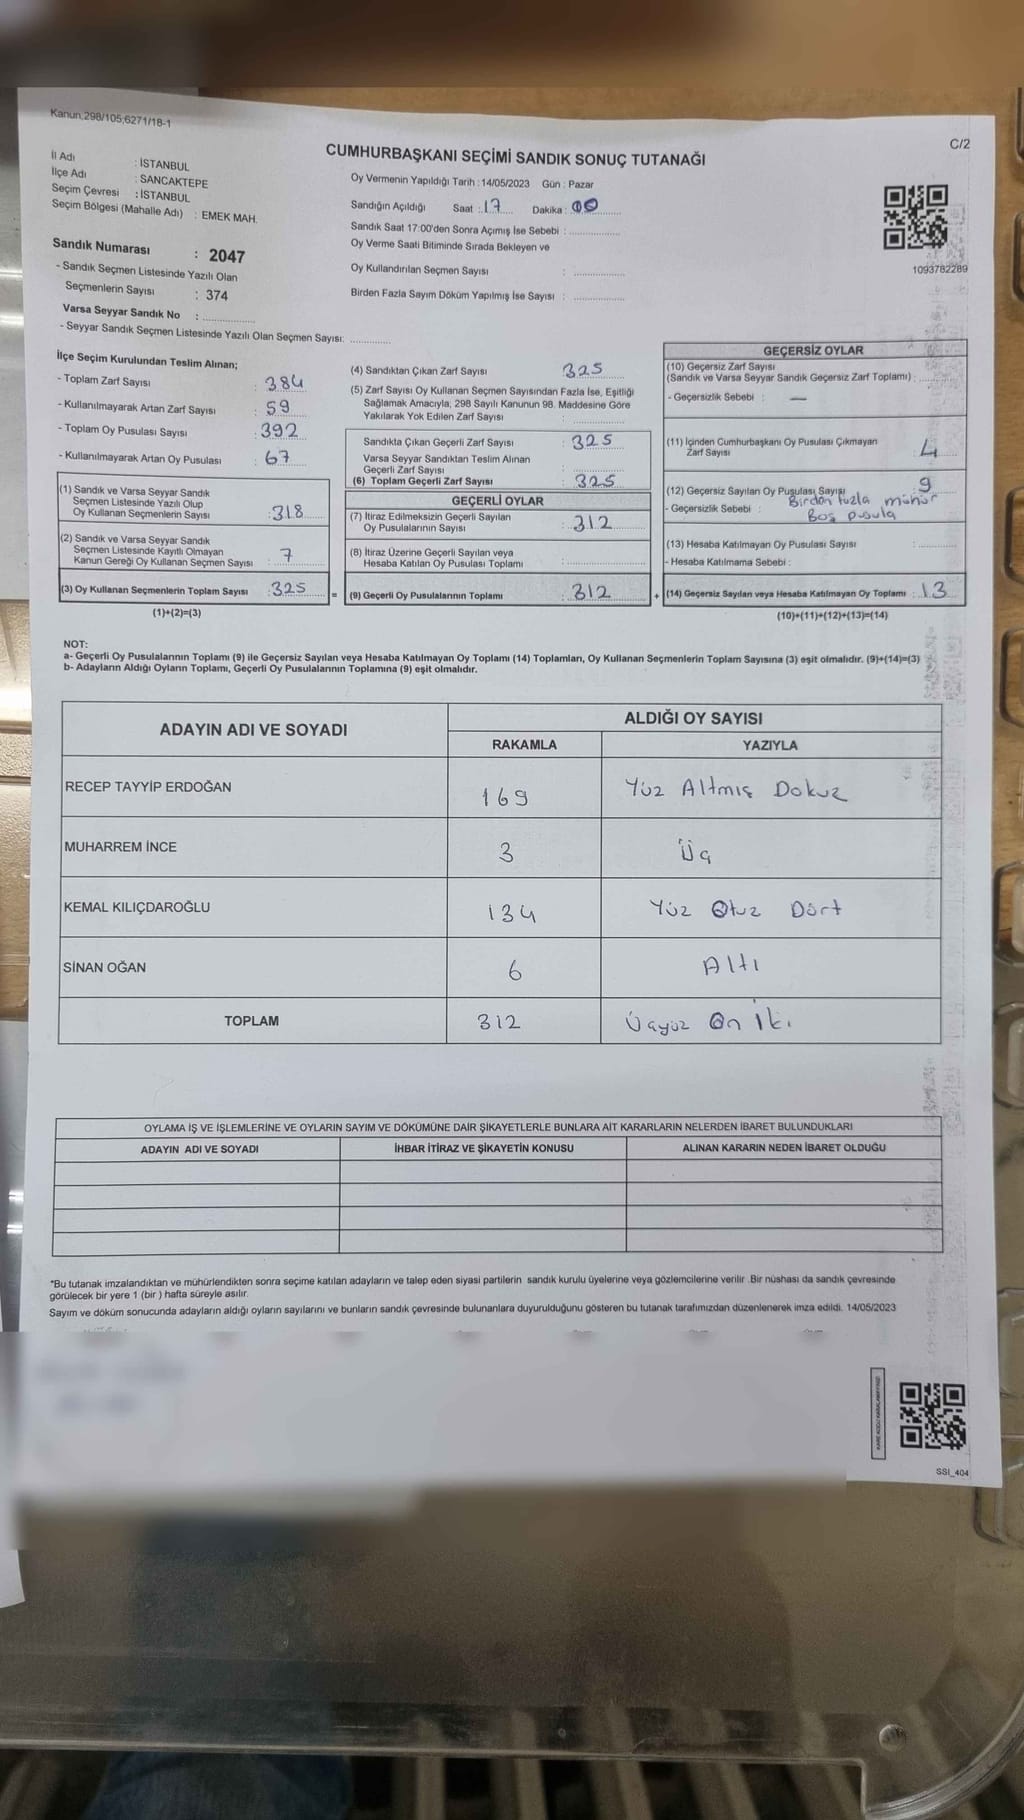 Kanun.298/105;6271/18-1
C/2
CUMHURBAŞKANI SEÇİMİ SANDIK SONUÇ TUTANAĞI
İl Adı : İSTANBUL
İlçe Adı : SANCAKTEPE
Seçim Çevresi : İSTANBUL
Seçim Bölgesi (Mahalle Adı) : EMEK MAH.
Sandık Numarası : 2047
- Sandık Seçmen Listesinde Yazılı Olan
Seçmenlerin Sayısı : 374
Varsa Seyyar Sandık No :
- Seyyar Sandık Seçmen Listesinde Yazılı Olan Seçmen Sayısı:
Oy Vermenin Yapıldığı Tarih : 14/05/2023 Gün : Pazar
Sandığın Açıldığı Saat : 17 Dakika : 00
Sandık Saat 17:00'den Sonra Açımış İse Sebebi :
Oy Verme Saati Bitiminde Sırada Bekleyen ve
Oy Kullandırılan Seçmen Sayısı :
Birden Fazla Sayım Döküm Yapılmış İse Sayısı :
1093782289
İlçe Seçim Kurulundan Teslim Alınan;
- Toplam Zarf Sayısı : 384
- Kullanılmayarak Artan Zarf Sayısı : 59
- Toplam Oy Pusulası Sayısı : 392
- Kullanılmayarak Artan Oy Pusulası : 67
(1) Sandık ve Varsa Seyyar Sandık
Seçmen Listesinde Yazılı Olup
Oy Kullanan Seçmenlerin Sayısı : 318
(2) Sandık ve Varsa Seyyar Sandık
Seçmen Listesinde Kayıtlı Olmayan
Kanun Gereği Oy Kullanan Seçmen Sayısı : 7
(3) Oy Kullanan Seçmenlerin Toplam Sayısı : 325
(1)+(2)=(3)
(4) Sandıktan Çıkan Zarf Sayısı : 325
(5) Zarf Sayısı Oy Kullanan Seçmen Sayısından Fazla İse, Eşitliği
Sağlamak Amacıyla, 298 Sayılı Kanunun 98. Maddesine Göre
Yakılarak Yok Edilen Zarf Sayısı :
Sandıkta Çıkan Geçerli Zarf Sayısı : 325
Varsa Seyyar Sandıktan Teslim Alınan
Geçerli Zarf Sayısı :
(6) Toplam Geçerli Zarf Sayısı : 325
GEÇERLİ OYLAR
(7) İtiraz Edilmeksizin Geçerli Sayılan
Oy Pusulalarının Sayısı : 312
(8) İtiraz Üzerine Geçerli Sayılan veya
Hesaba Katılan Oy Pusulası Toplamı :
= (9) Geçerli Oy Pusulalarının Toplamı : 312
GEÇERSİZ OYLAR
(10) Geçersiz Zarf Sayısı
(Sandık ve Varsa Seyyar Sandık Geçersiz Zarf Toplamı) :
- Geçersizlik Sebebi : —
(11) İçinden Cumhurbaşkanı Oy Pusulası Çıkmayan
Zarf Sayısı : 4
(12) Geçersiz Sayılan Oy Pusulası Sayısı : 9
- Geçersizlik Sebebi : Birden fazla mühür
Boş pusula
(13) Hesaba Katılmayan Oy Pusulası Sayısı :
- Hesaba Katılmama Sebebi :
+ (14) Geçersiz Sayılan veya Hesaba Katılmayan Oy Toplamı : 13
(10)+(11)+(12)+(13)=(14)
NOT:
a- Geçerli Oy Pusulalarının Toplamı (9) ile Geçersiz Sayılan veya Hesaba Katılmayan Oy Toplamı (14) Toplamları, Oy Kullanan Seçmenlerin Toplam Sayısına (3) eşit olmalıdır. (9)+(14)=(3)
b- Adayların Aldığı Oyların Toplamı, Geçerli Oy Pusulalarının Toplamına (9) eşit olmalıdır.
ADAYIN ADI VE SOYADI
ALDIĞI OY SAYISI
RAKAMLA YAZIYLA
RECEP TAYYİP ERDOĞAN 169 Yüz Altmış Dokuz
MUHARREM İNCE 3 Üç
KEMAL KILIÇDAROĞLU 134 Yüz Otuz Dört
SİNAN OĞAN 6 Altı
TOPLAM 312 Üçyüz On İki
OYLAMA İŞ VE İŞLEMLERİNE VE OYLARIN SAYIM VE DÖKÜMÜNE DAİR ŞİKAYETLERLE BUNLARA AİT KARARLARIN NELERDEN İBARET BULUNDUKLARI
ADAYIN ADI VE SOYADI İHBAR İTİRAZ VE ŞİKAYETİN KONUSU ALINAN KARARIN NEDEN İBARET OLDUĞU
*Bu tutanak imzalandıktan ve mühürlendikten sonra seçime katılan adayların ve talep eden siyasi partilerin sandık kurulu üyelerine veya gözlemcilerine verilir .Bir nüshası da sandık çevresinde
görülecek bir yere 1 (bir ) hafta süreyle asılır.
Sayım ve döküm sonucunda adayların aldığı oyların sayılarını ve bunların sandık çevresinde bulunanlara duyurulduğunu gösteren bu tutanak tarafımızdan düzenlenerek imza edildi. 14/05/2023
KARE KODU KARALAMAYINIZ!
SSI_404